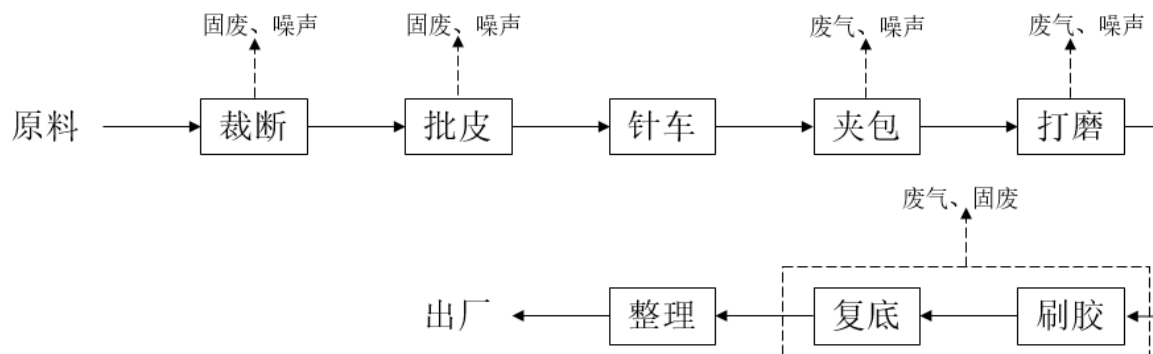 固废、噪声 固废、噪声 废气、噪声 废气、噪声
原料 裁断 批皮 针车 夹包 打磨
废气、固废
出厂 整理 复底 刷胶